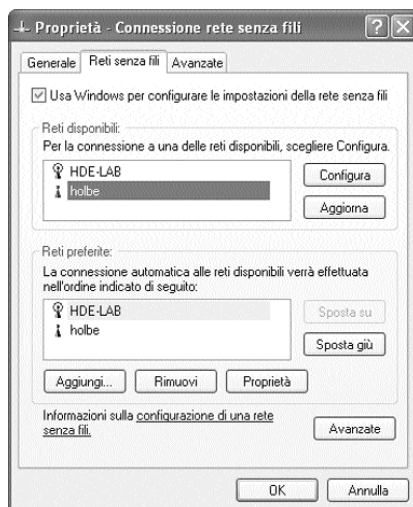 Proprietà - Connessione rete senza fili
Generale Reti senza fili Avanzate
Usa Windows per configurare le impostazioni della rete senza fili
Reti disponibili:
Per la connessione a una delle reti disponibili, scegliere Configura.
HDE-LAB
holbe
Configura
Aggiorna
Reti preferite:
La connessione automatica alle reti disponibili verrà effettuata
nell'ordine indicato di seguito:
HDE-LAB
holbe
Sposta su
Sposta giù
Aggiungi... Rimuovi Proprietà
Informazioni sulla configurazione di una rete
senza fili.
Avanzate
OK Annulla